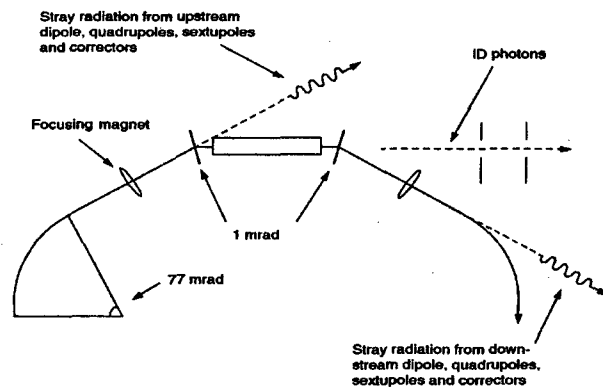 Stray radiation from upstream
dipole, quadrupoles, sextupoles
and correctors
ID photons
Focusing magnet
1 mrad
77 mrad
Stray radiation from down-
stream dipole, quadrupoles,
sextupoles and correctors